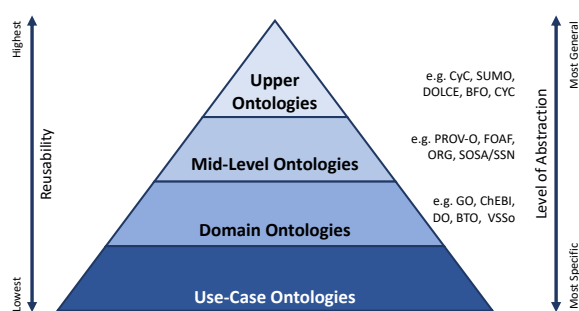 Highest
Reusability
Lowest
Upper
Ontologies
Mid-Level Ontologies
Domain Ontologies
Use-Case Ontologies
e.g. CyC, SUMO,
DOLCE, BFO, CYC
e.g. PROV-O, FOAF,
ORG, SOSA/SSN
e.g. GO, ChEBI,
DO, BTO, VSSo
Most General
Level of Abstraction
Most Specific